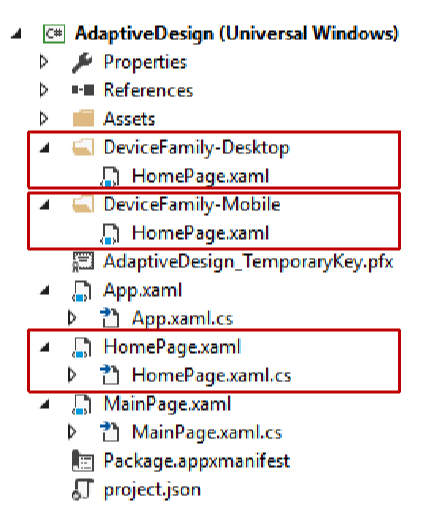 C# AdaptiveDesign (Universal Windows)
Properties
References
Assets
DeviceFamily-Desktop
HomePage.xaml
DeviceFamily-Mobile
HomePage.xaml
AdaptiveDesign_TemporaryKey.pfx
App.xaml
App.xaml.cs
HomePage.xaml
HomePage.xaml.cs
MainPage.xaml
MainPage.xaml.cs
Package.appxmanifest
project.json